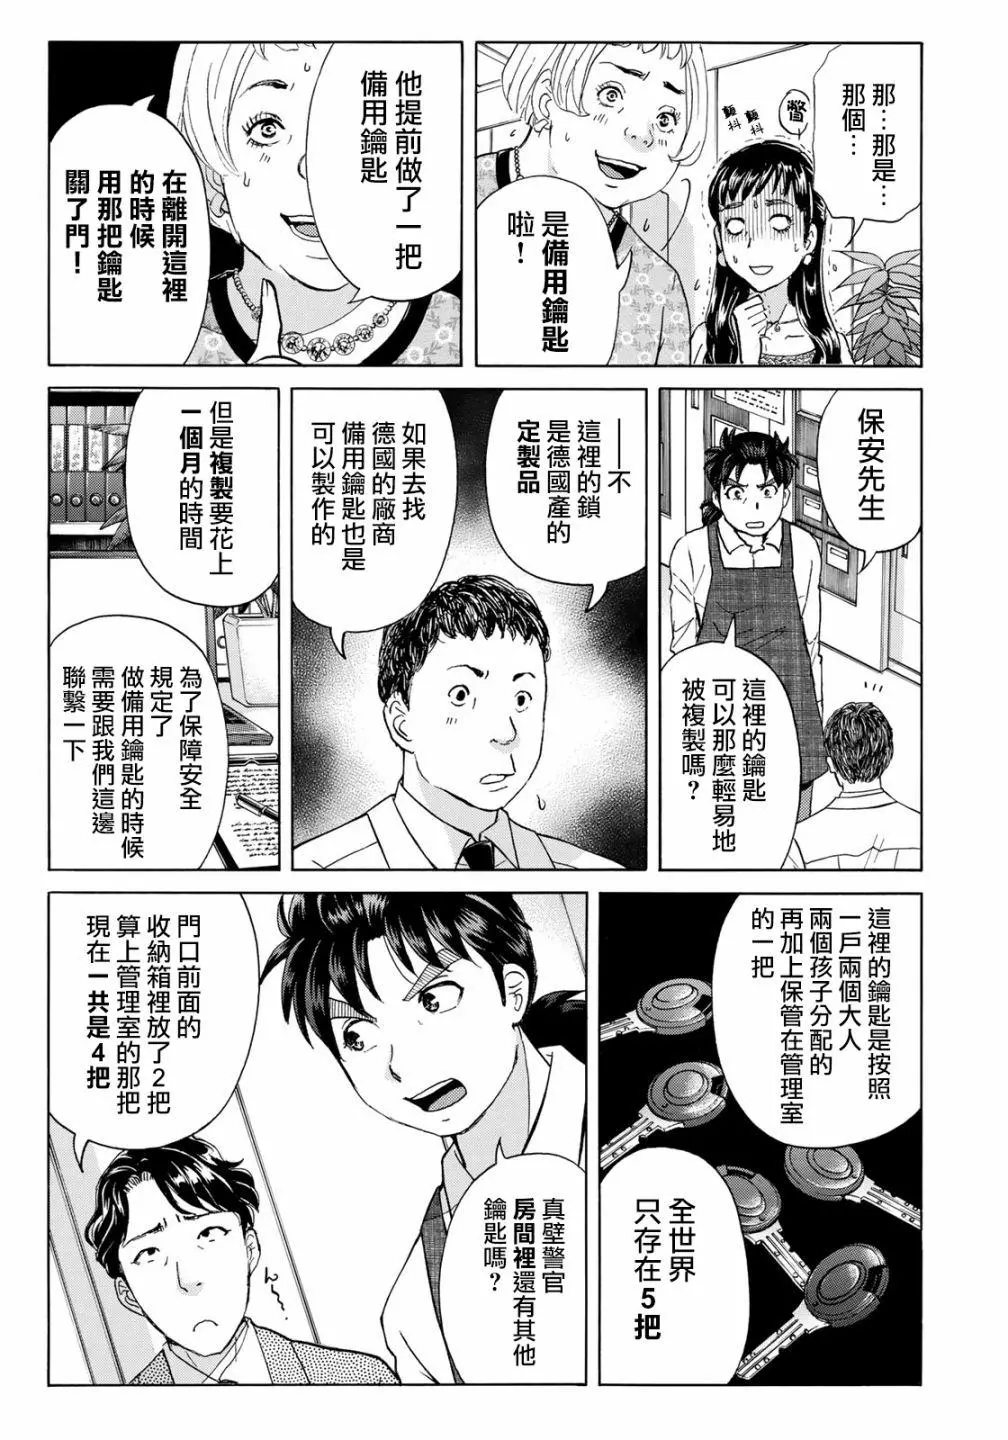 那…那是…
那個…
瞥
顫抖
顫抖
是備用鑰匙
啦！
他提前做了一把
備用鑰匙
在離開這裡
的時候
用那把鑰匙
關了門！
保安先生
這裡的鑰匙
可以那麼輕易地
被複製嗎？
——不
這裡的鎖
是德國產的
定製品
如果去找
德國的廠商
備用鑰匙也是
可以製作的
但是複製要花上
一個月的時間
為了保障安全
規定了
做備用鑰匙的時候
需要跟我們這邊
聯繫一下
這裡的鑰匙是按照
一戶兩個大人
兩個孩子分配的
再加上保管在管理室
的一把
全世界
只存在5把
真壁警官
房間裡還有其他
鑰匙嗎？
門口前面的
收納箱裡放了2把
算上管理室的那把
現在一共是4把